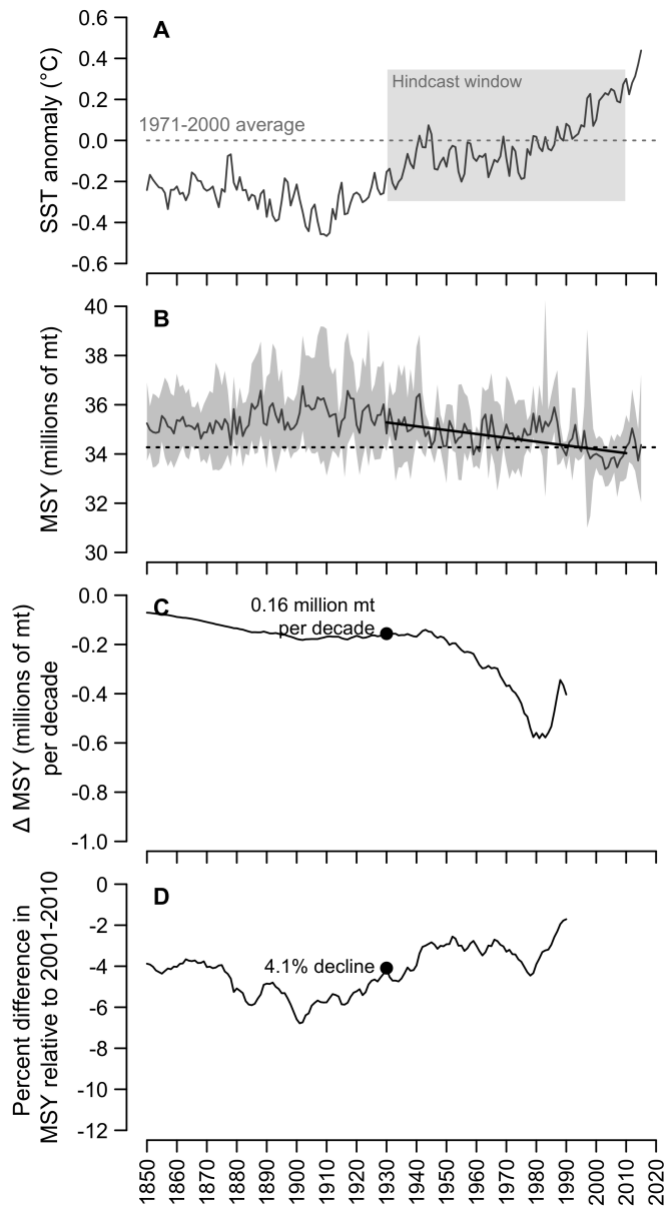 A
SST anomaly (°C)
0.6
0.4
0.2
0.0
-0.2
-0.4
-0.6
Hindcast window
1971-2000 average
B
MSY (millions of mt)
40
38
36
34
32
30
C
Δ MSY (millions of mt)
per decade
0.0
-0.2
-0.4
-0.6
-0.8
-1.0
0.16 million mt
per decade
D
Percent difference in
MSY relative to 2001-2010
0
-2
-4
-6
-8
-10
-12
4.1% decline
1850
1860
1870
1880
1890
1900
1910
1920
1930
1940
1950
1960
1970
1980
1990
2000
2010
2020